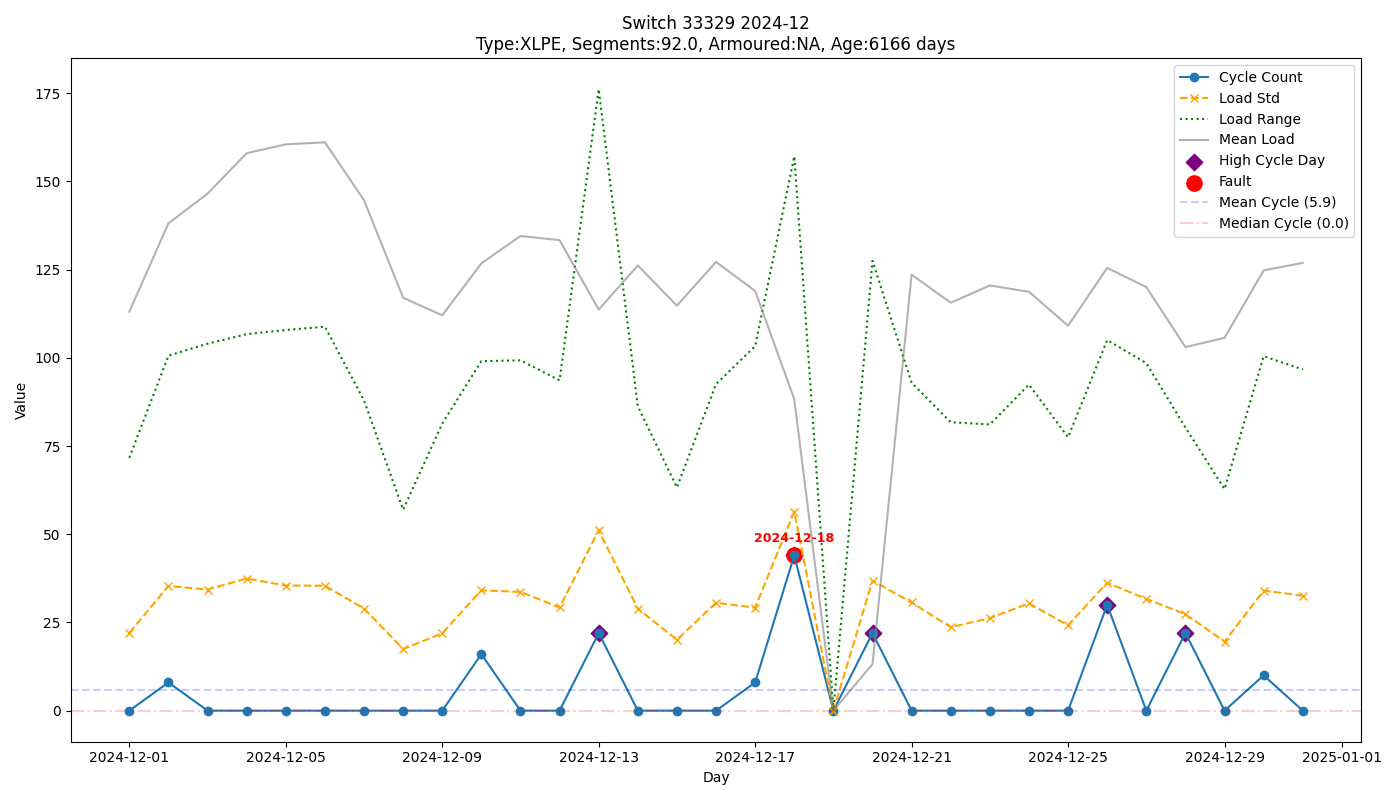 Switch 33329 2024-12
Type:XLPE, Segments:92.0, Armoured:NA, Age:6166 days
Cycle Count
Load Std
Load Range
Mean Load
High Cycle Day
Fault
Mean Cycle (5.9)
Median Cycle (0.0)
175
150
125
100
75
50
25
0
Value
2024-12-18
2024-12-01
2024-12-05
2024-12-09
2024-12-13
2024-12-17
2024-12-21
2024-12-25
2024-12-29
2025-01-01
Day